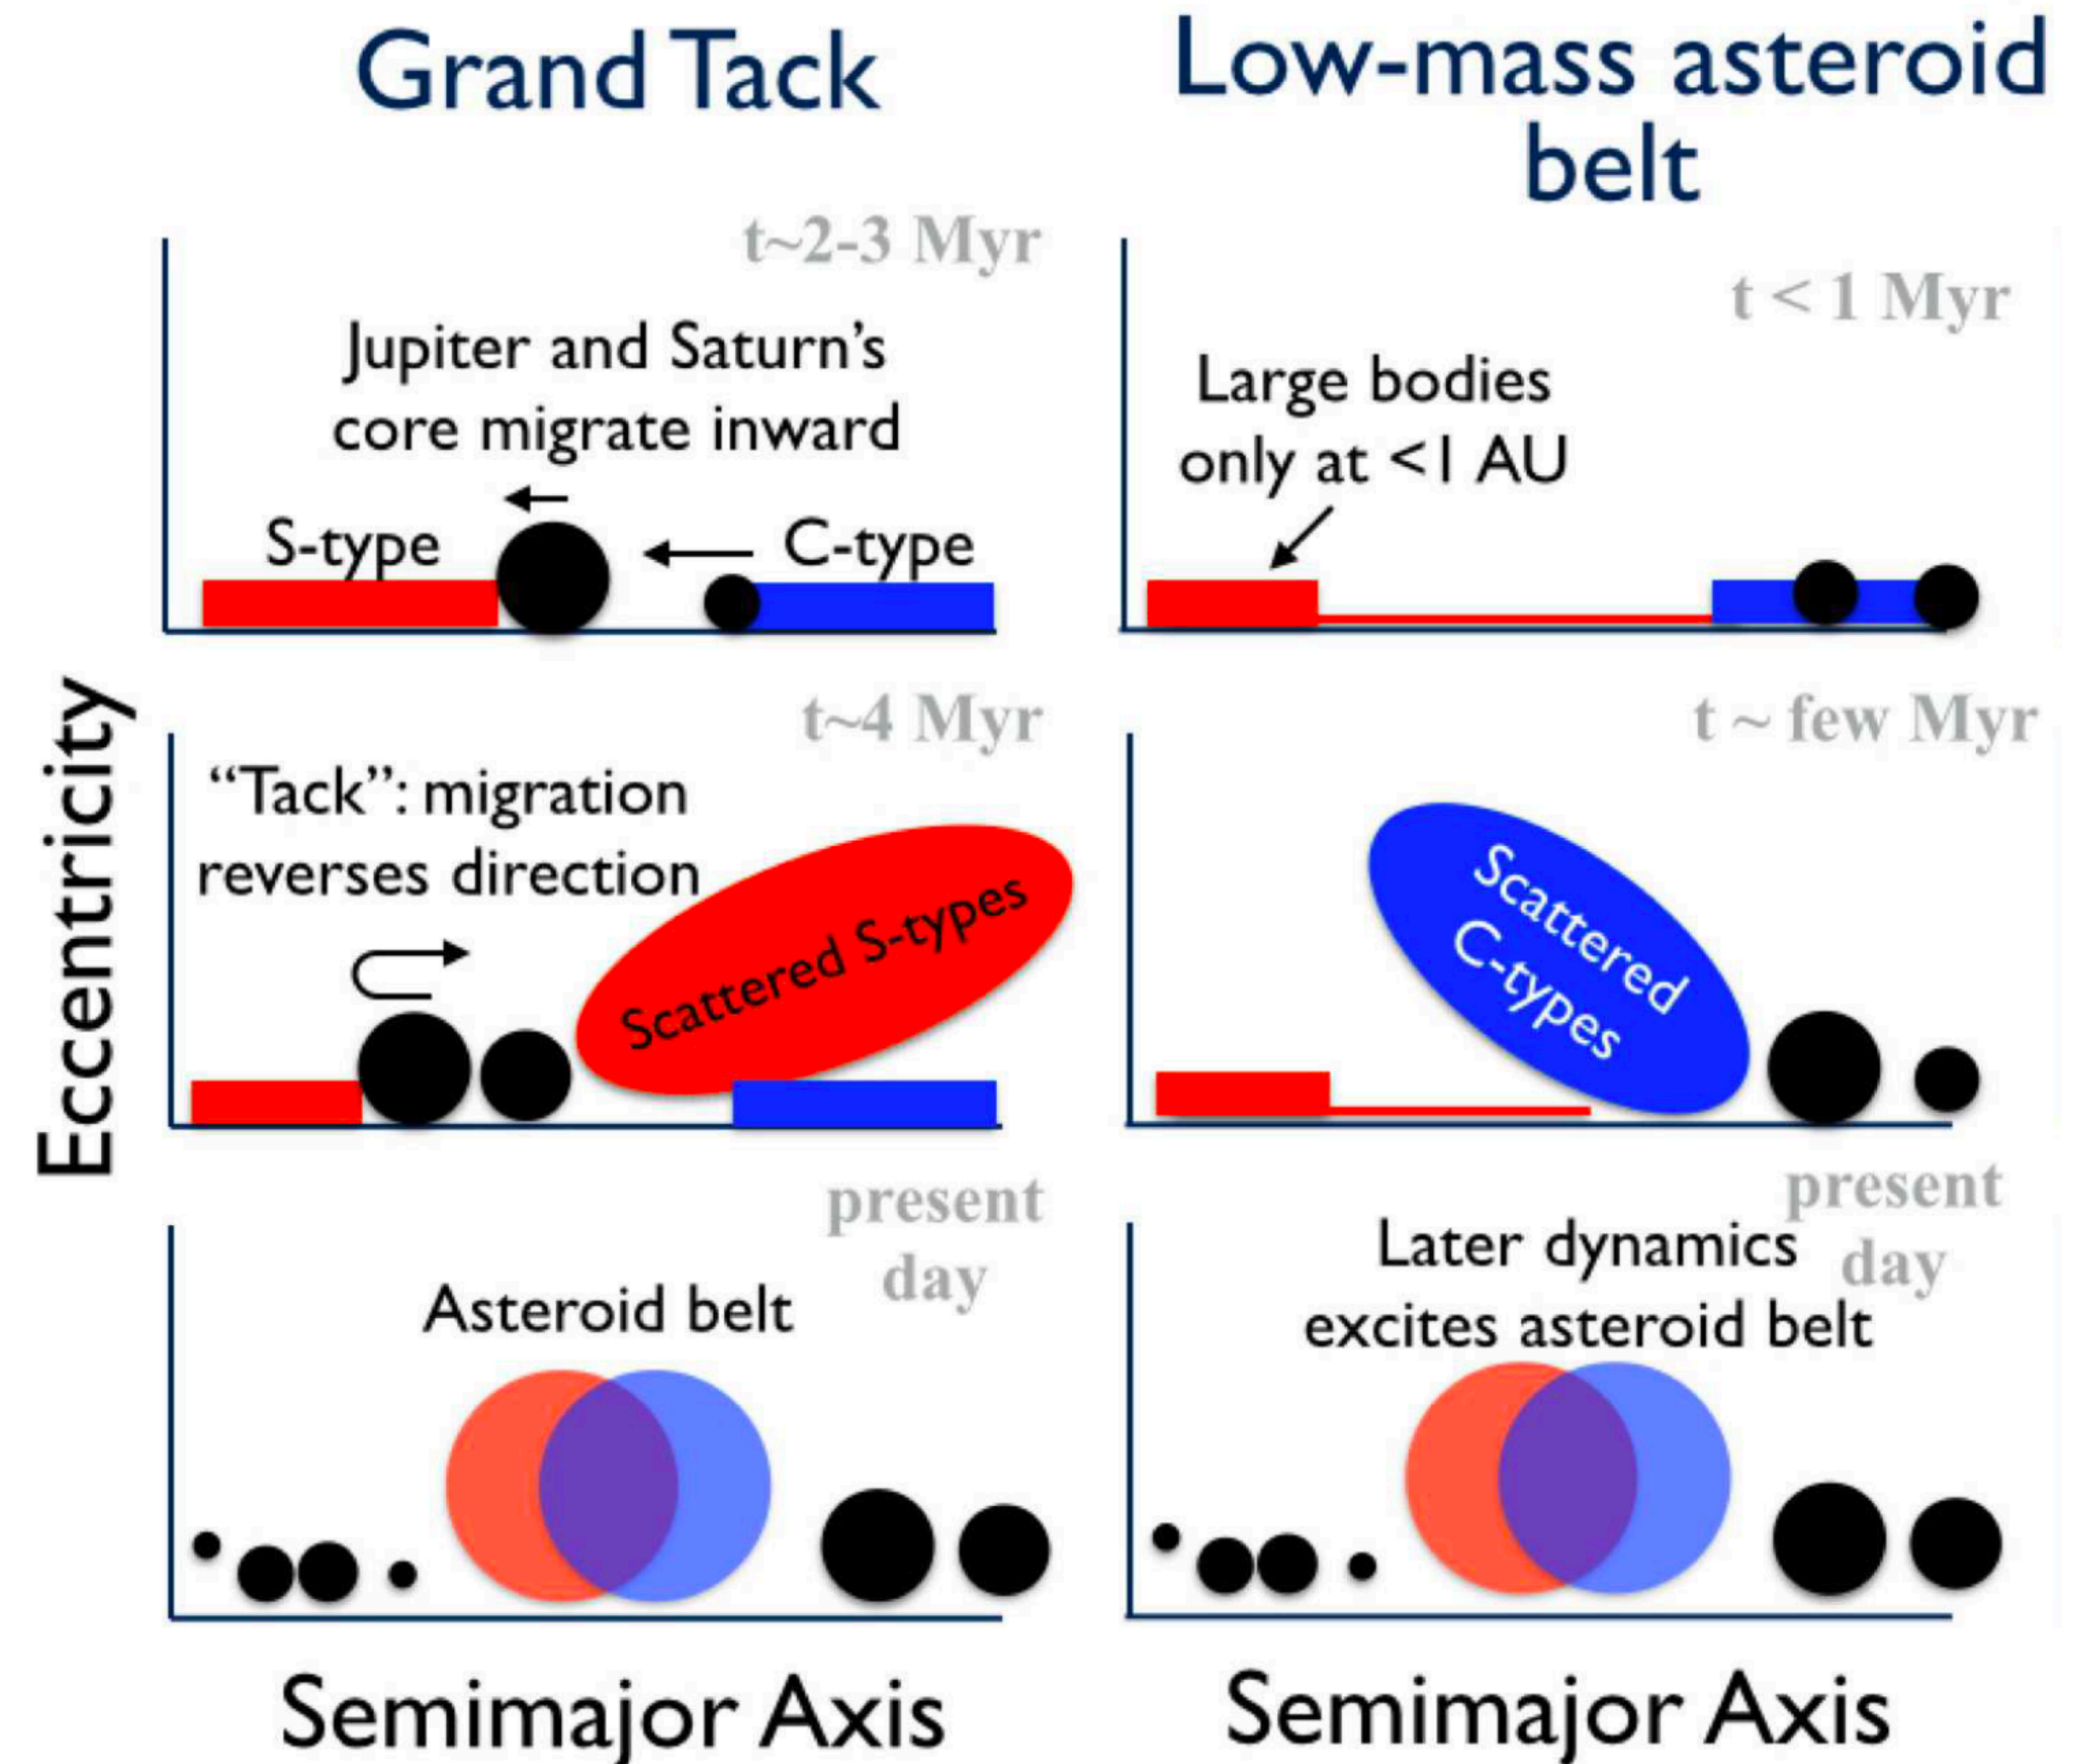 Grand Tack
t~2-3 Myr
Jupiter and Saturn's
core migrate inward
S-type
C-type
"Tack": migration
reverses direction
t~4 Myr
Scattered S-types
present
day
Asteroid belt
Eccentricity
Semimajor Axis
Low-mass asteroid
belt
t < 1 Myr
Large bodies
only at <1 AU
t ~ few Myr
Scattered
C-types
present
day
Later dynamics
excites asteroid belt
Semimajor Axis